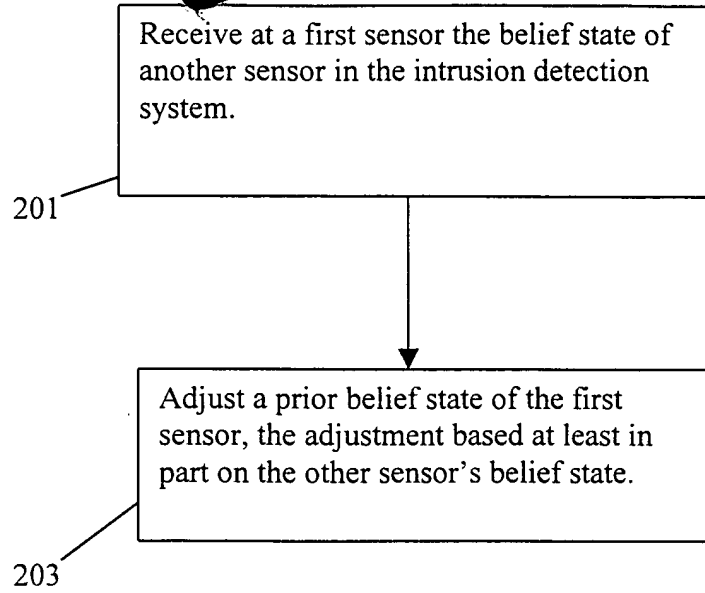 Receive at a first sensor the belief state of
another sensor in the intrusion detection
system.
201
Adjust a prior belief state of the first
sensor, the adjustment based at least in
part on the other sensor's belief state.
203